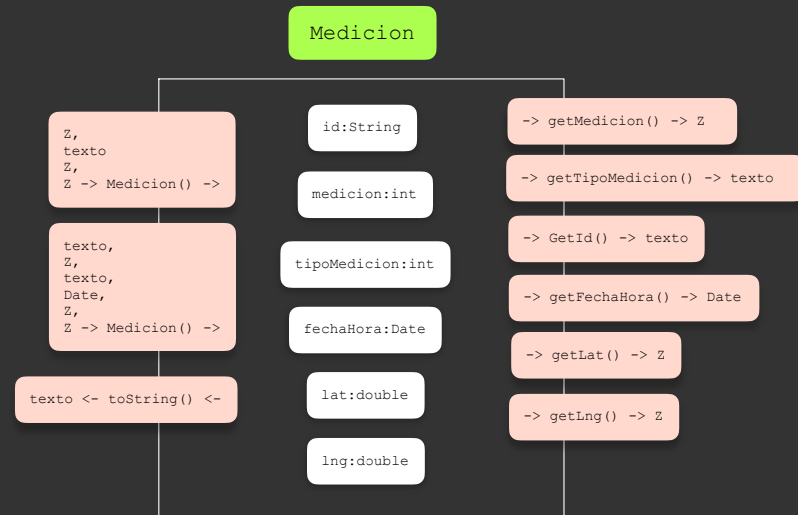 Medicion
Z,
texto
Z,
Z -> Medicion() ->
texto,
Z,
texto,
Date,
Z,
Z -> Medicion() ->
texto <- toString() <-
id:String
medicion:int
tipoMedicion:int
fechaHora:Date
lat:double
lng:double
-> getMedicion() -> Z
-> getTipoMedicion() -> texto
-> GetId() -> texto
-> getFechaHora() -> Date
-> getLat() -> Z
-> getLng() -> Z